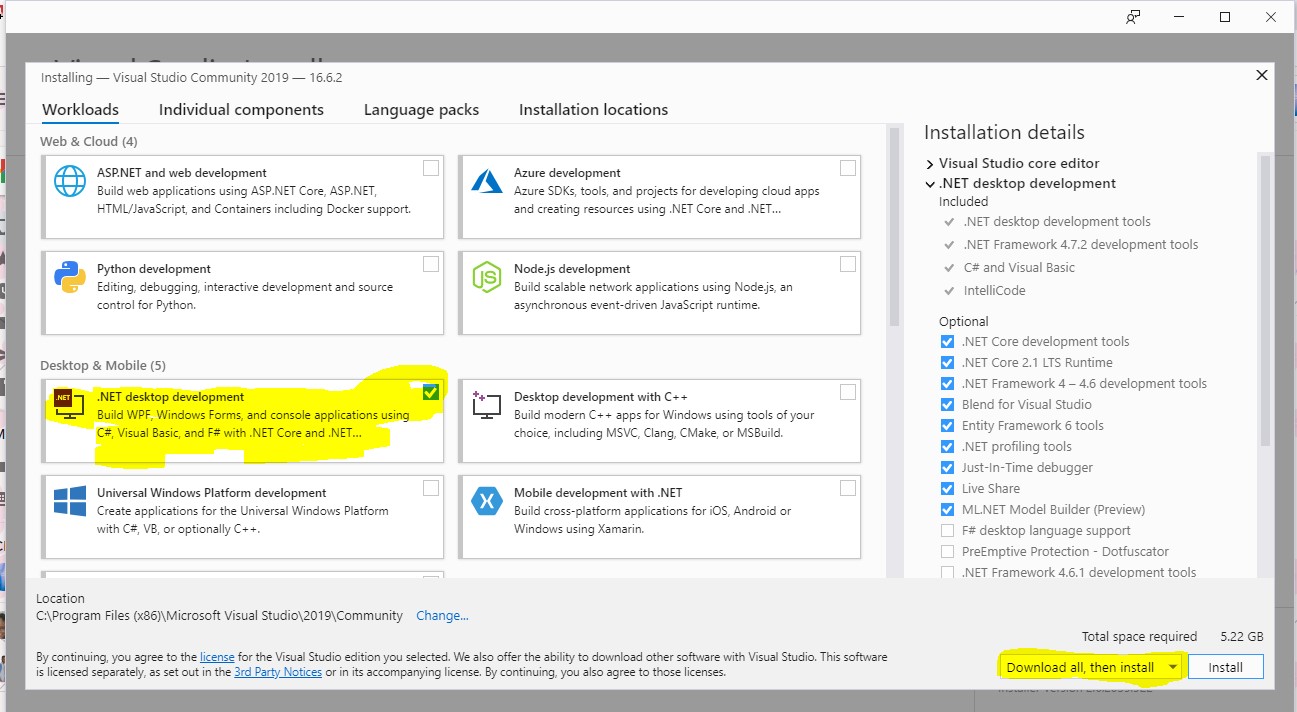 Installing — Visual Studio Community 2019 — 16.6.2
Workloads
Individual components
Language packs
Installation locations
Web & Cloud (4)
ASP.NET and web development
Build web applications using ASP.NET Core, ASP.NET,
HTML/JavaScript, and Containers including Docker support.
Azure development
Azure SDKs, tools, and projects for developing cloud apps
and creating resources using .NET Core and .NET...
Python development
Editing, debugging, interactive development and source
control for Python.
Node.js development
Build scalable network applications using Node.js, an
asynchronous event-driven JavaScript runtime.
Desktop & Mobile (5)
.NET
.NET desktop development
Build WPF, Windows Forms, and console applications using
C#, Visual Basic, and F# with .NET Core and .NET...
Desktop development with C++
Build modern C++ apps for Windows using tools of your
choice, including MSVC, Clang, CMake, or MSBuild.
Universal Windows Platform development
Create applications for the Universal Windows Platform
with C#, VB, or optionally C++.
Mobile development with .NET
Build cross-platform applications for iOS, Android or
Windows using Xamarin.
Installation details
Visual Studio core editor
.NET desktop development
Included
.NET desktop development tools
.NET Framework 4.7.2 development tools
C# and Visual Basic
IntelliCode
Optional
.NET Core development tools
.NET Core 2.1 LTS Runtime
.NET Framework 4 – 4.6 development tools
Blend for Visual Studio
Entity Framework 6 tools
.NET profiling tools
Just-In-Time debugger
Live Share
ML.NET Model Builder (Preview)
F# desktop language support
PreEmptive Protection - Dotfuscator
.NET Framework 4.6.1 development tools
Location
C:\Program Files (x86)\Microsoft Visual Studio\2019\Community
Change...
Total space required 5.22 GB
By continuing, you agree to the license for the Visual Studio edition you selected. We also offer the ability to download other software with Visual Studio. This software
is licensed separately, as set out in the 3rd Party Notices or in its accompanying license. By continuing, you also agree to those licenses.
Download all, then install
Install